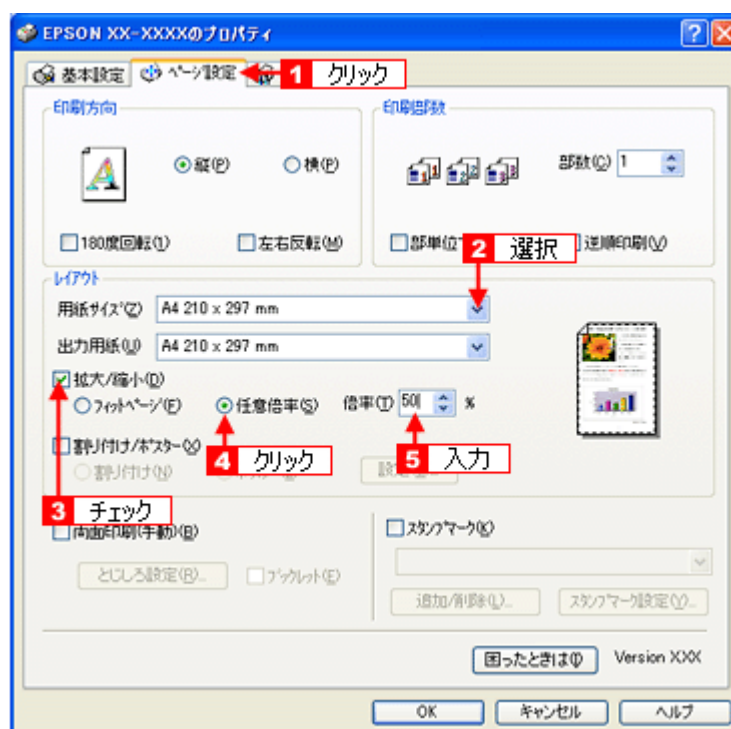 EPSON XX-XXXXのプロパティ
基本設定 ページ設定 1 クリック
印刷方向
印刷部数
縦(P) 横(P)
部数(C) 1
180度回転(1) 左右反転(M)
部単位 逆順印刷(V)
2 選択
レイアウト
用紙サイズ(Z) A4 210 x 297 mm
出力用紙(U) A4 210 x 297 mm
拡大/縮小(D)
フィットページ(F) 任意倍率(S) 倍率(T) 50 %
割り付け/ポスター(X)
4 クリック 5 入力
割り付け(N)
3 チェック
両面印刷(手動)(B)
スタンプマーク(K)
とじしろ設定(R)... ブックレット(E)
追加/削除(L)... スタンプマーク設定(Y)...
困ったときは(I) Version XXX
OK キャンセル ヘルプ